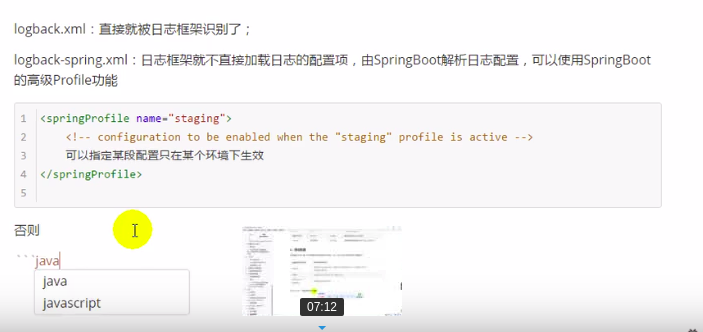 logback.xml：直接就被日志框架识别了；
logback-spring.xml：日志框架就不直接加载日志的配置项，由SpringBoot解析日志配置，可以使用SpringBoot
的高级Profile功能
1 <springProfile name="staging">
2 <!-- configuration to be enabled when the "staging" profile is active -->
3 可以指定某段配置只在某个环境下生效
4 </springProfile>
5
否则
```java
java
javascript
07:12